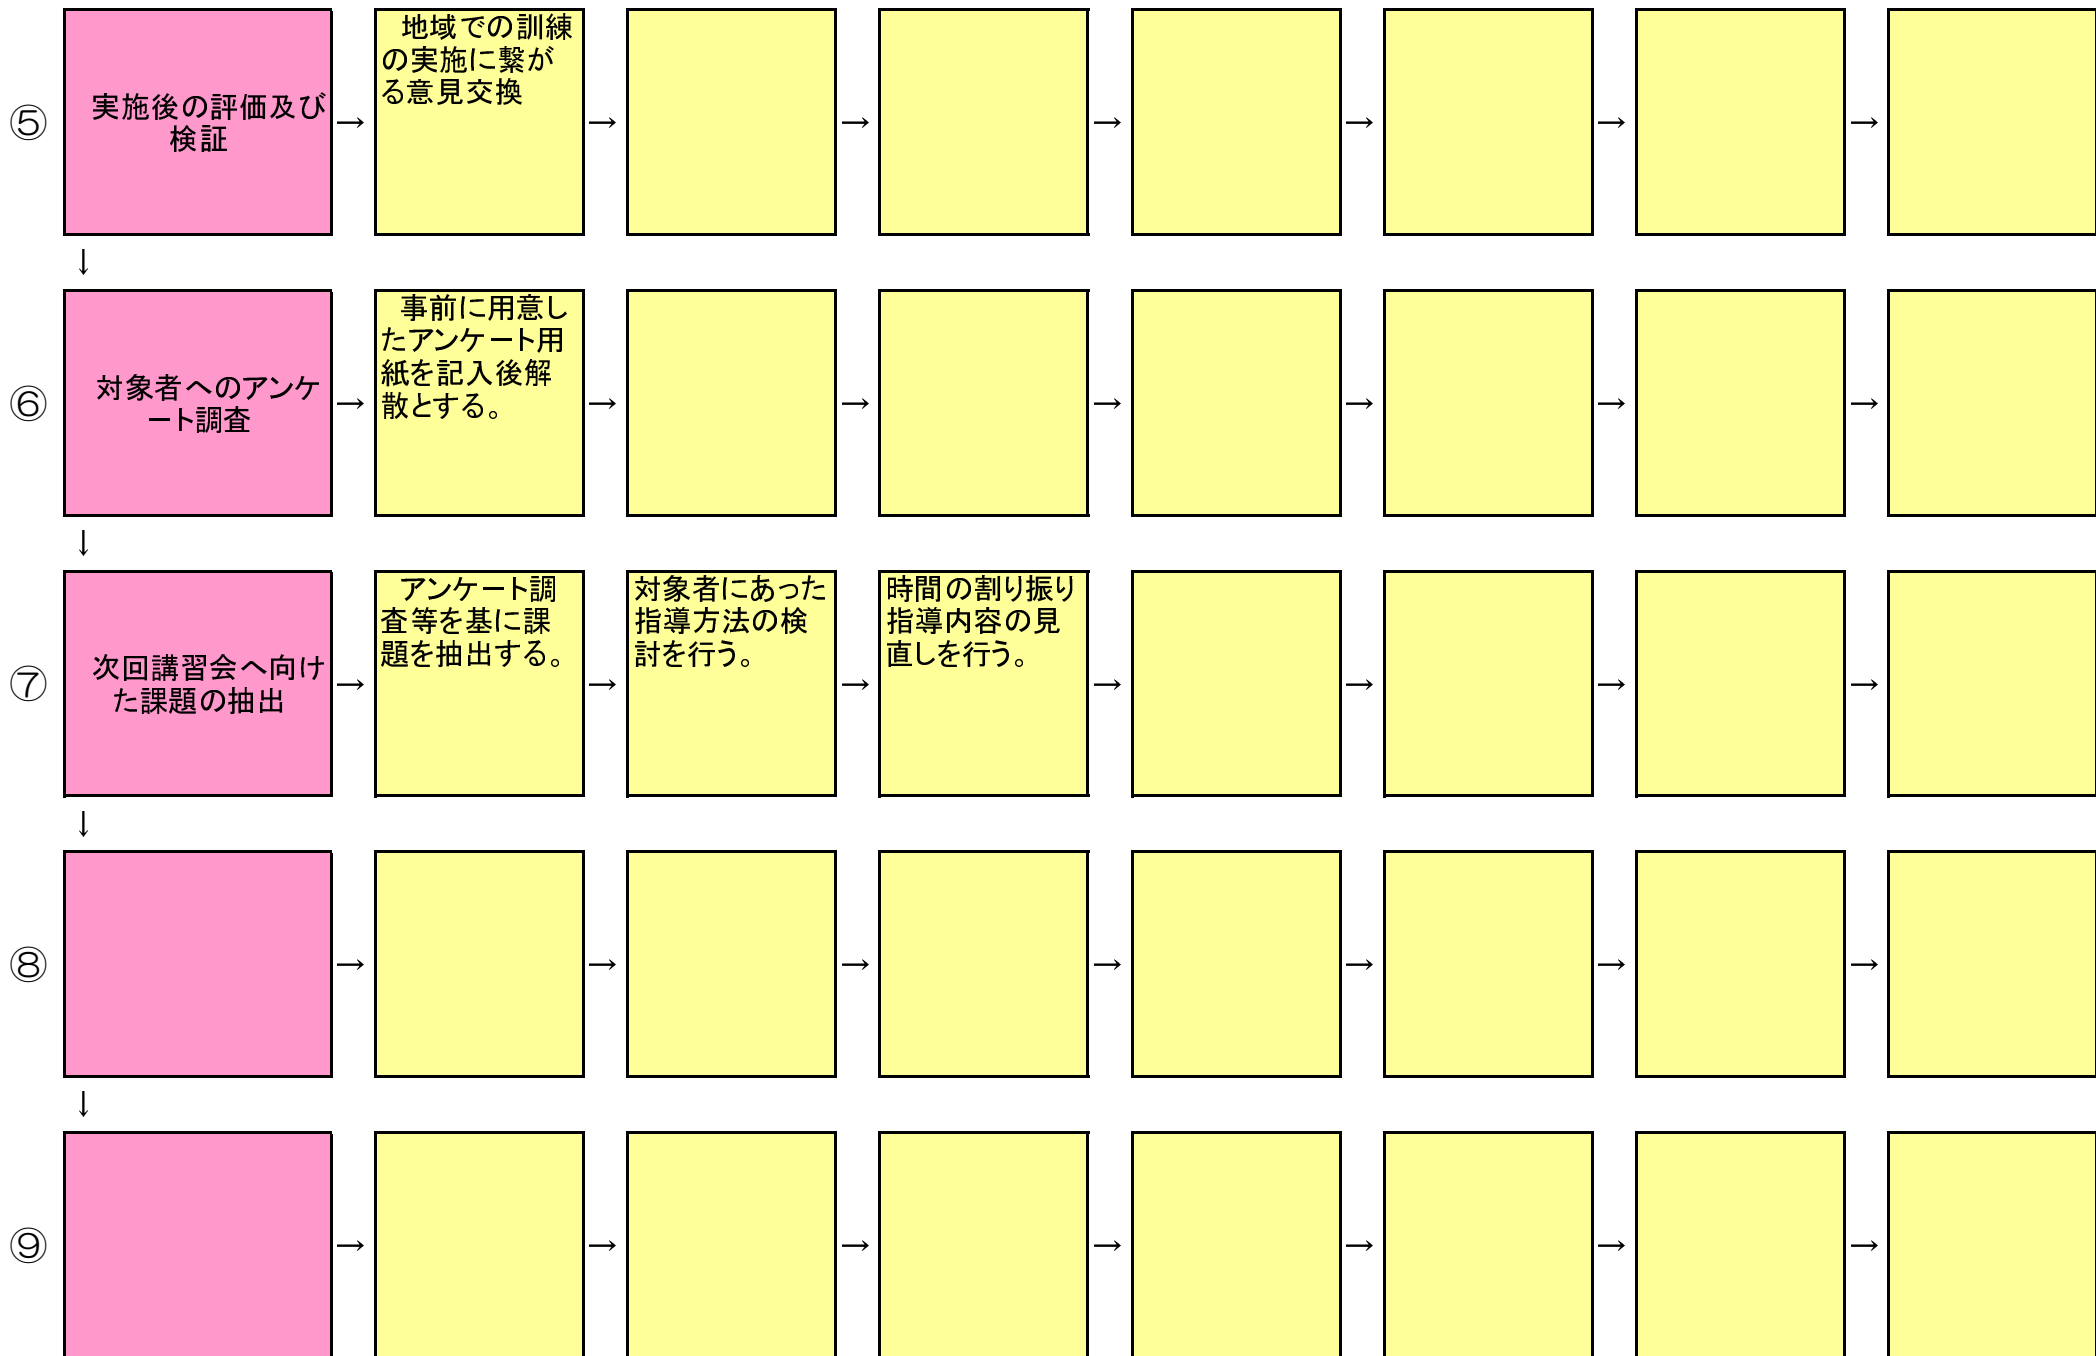 ⑤
実施後の評価及び
検証
→
地域での訓練
の実施に繋が
る意見交換
→
→
→
→
→
→
↓
⑥
対象者へのアンケ
ート調査
→
事前に用意し
たアンケート用
紙を記入後解
散とする。
→
→
→
→
→
→
↓
⑦
次回講習会へ向け
た課題の抽出
→
アンケート調
査等を基に課
題を抽出する。
→
対象者にあった
指導方法の検
討を行う。
→
時間の割り振り
指導内容の見
直しを行う。
→
→
→
→
↓
⑧
→
→
→
→
→
→
→
↓
⑨
→
→
→
→
→
→
→